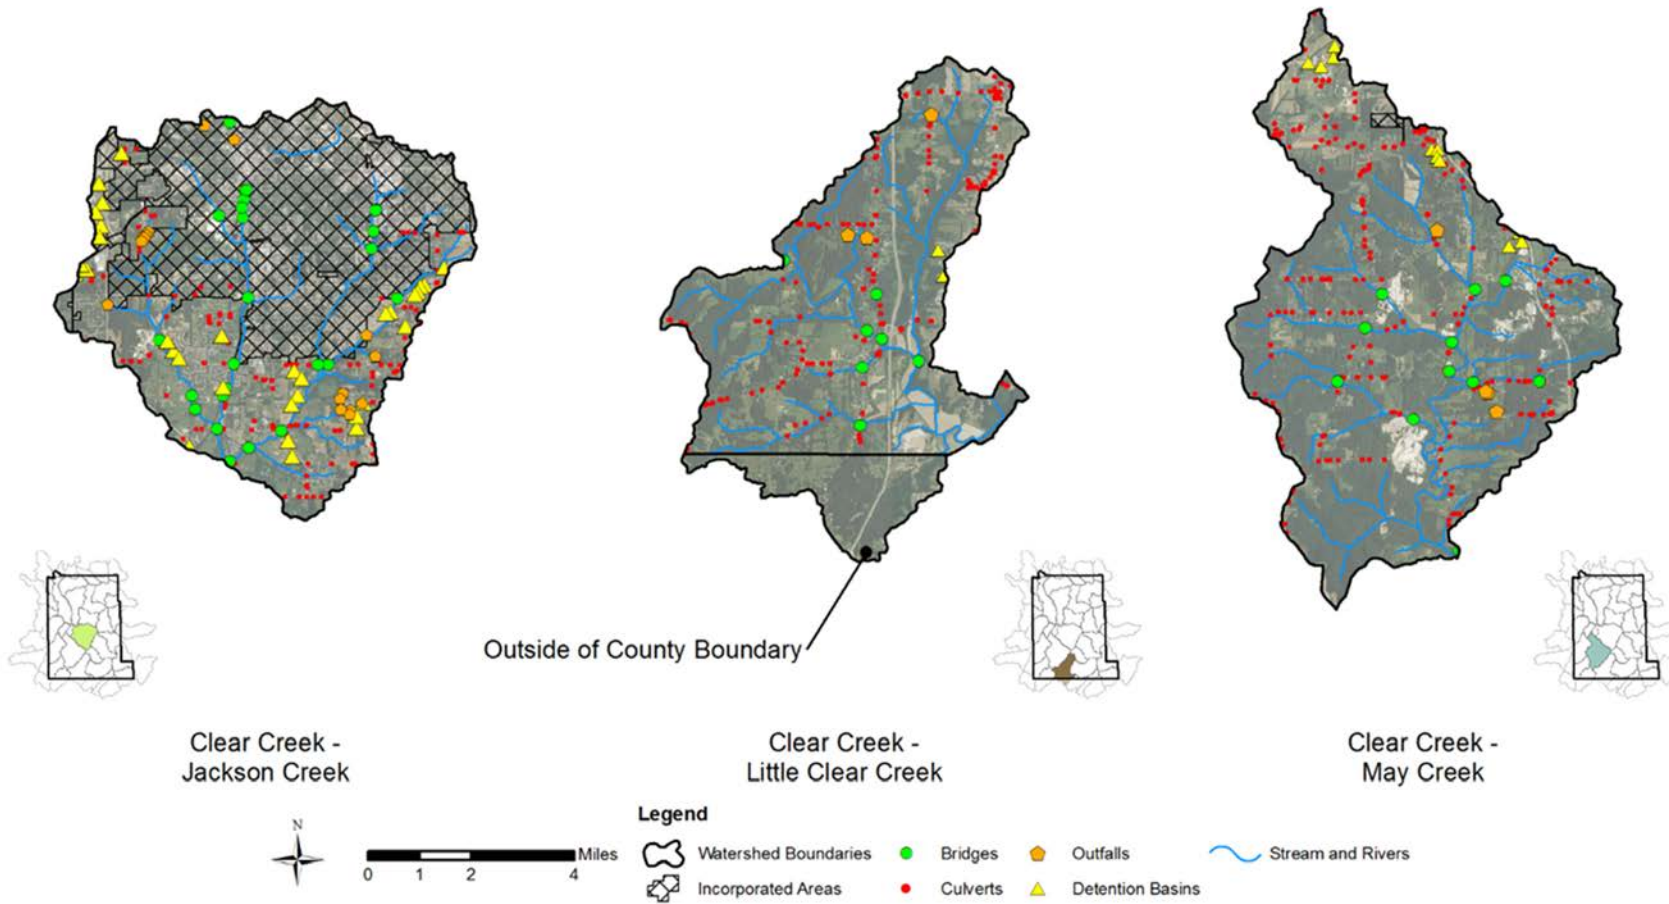 Outside of County Boundary
Clear Creek -
Jackson Creek
Clear Creek -
Little Clear Creek
Clear Creek -
May Creek
Legend
N
Miles
0 1 2 4
Watershed Boundaries
Bridges
Outfalls
Stream and Rivers
Incorporated Areas
Culverts
Detention Basins